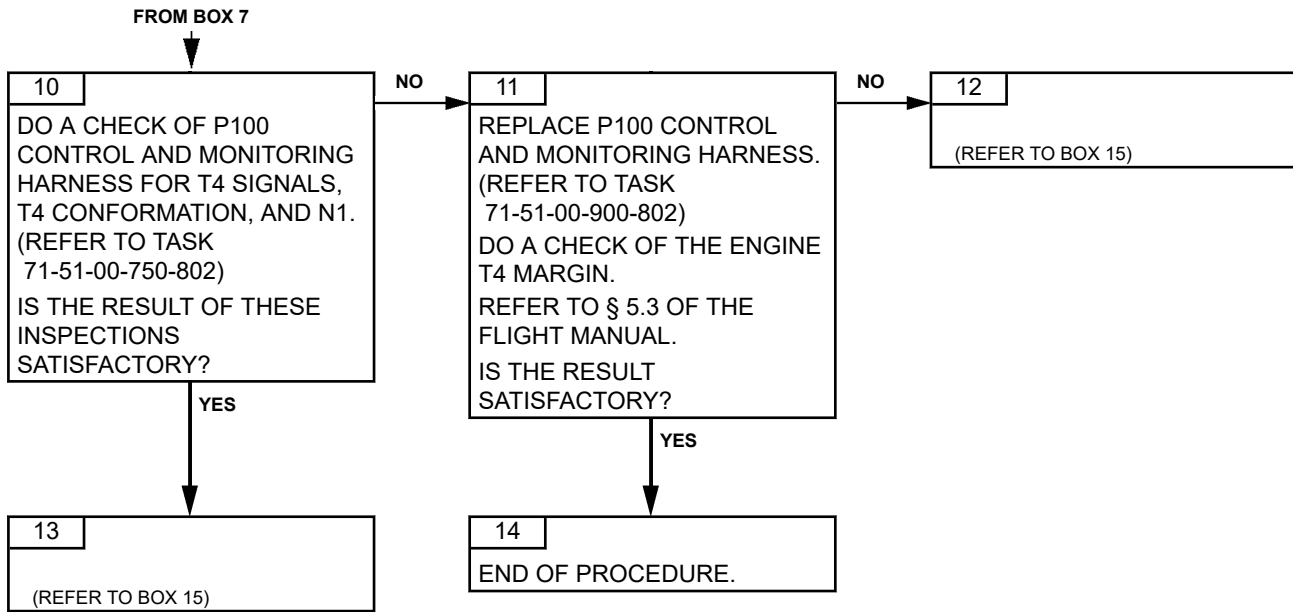 FROM BOX 7
10
DO A CHECK OF P100
CONTROL AND MONITORING
HARNESS FOR T4 SIGNALS,
T4 CONFORMATION, AND N1.
(REFER TO TASK
71-51-00-750-802)
IS THE RESULT OF THESE
INSPECTIONS
SATISFACTORY?
NO
11
REPLACE P100 CONTROL
AND MONITORING HARNESS.
(REFER TO TASK
71-51-00-900-802)
DO A CHECK OF THE ENGINE
T4 MARGIN.
REFER TO § 5.3 OF THE
FLIGHT MANUAL.
IS THE RESULT
SATISFACTORY?
NO
12
(REFER TO BOX 15)
YES
YES
13
(REFER TO BOX 15)
14
END OF PROCEDURE.